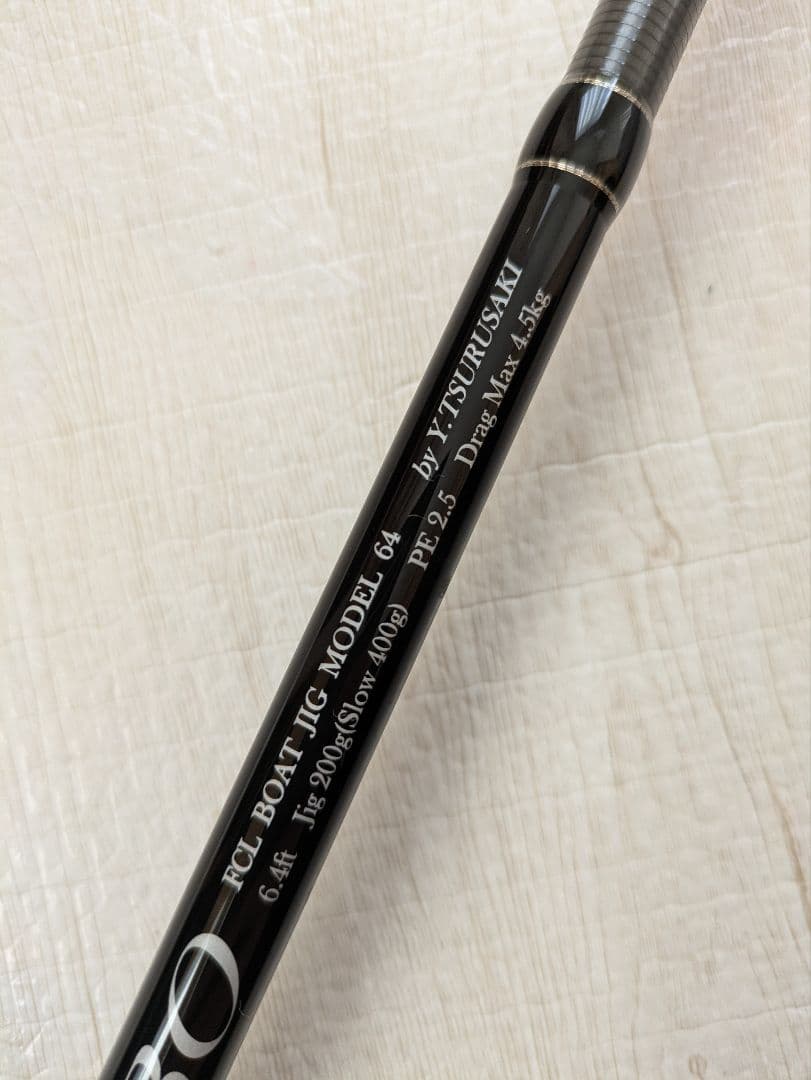 FCL BOAT JIG MODEL 64 by Y.TSURUSAKI
6.4ft Jig 200g(Slow 400g) PE 2.5 Drag Max 4.5kg